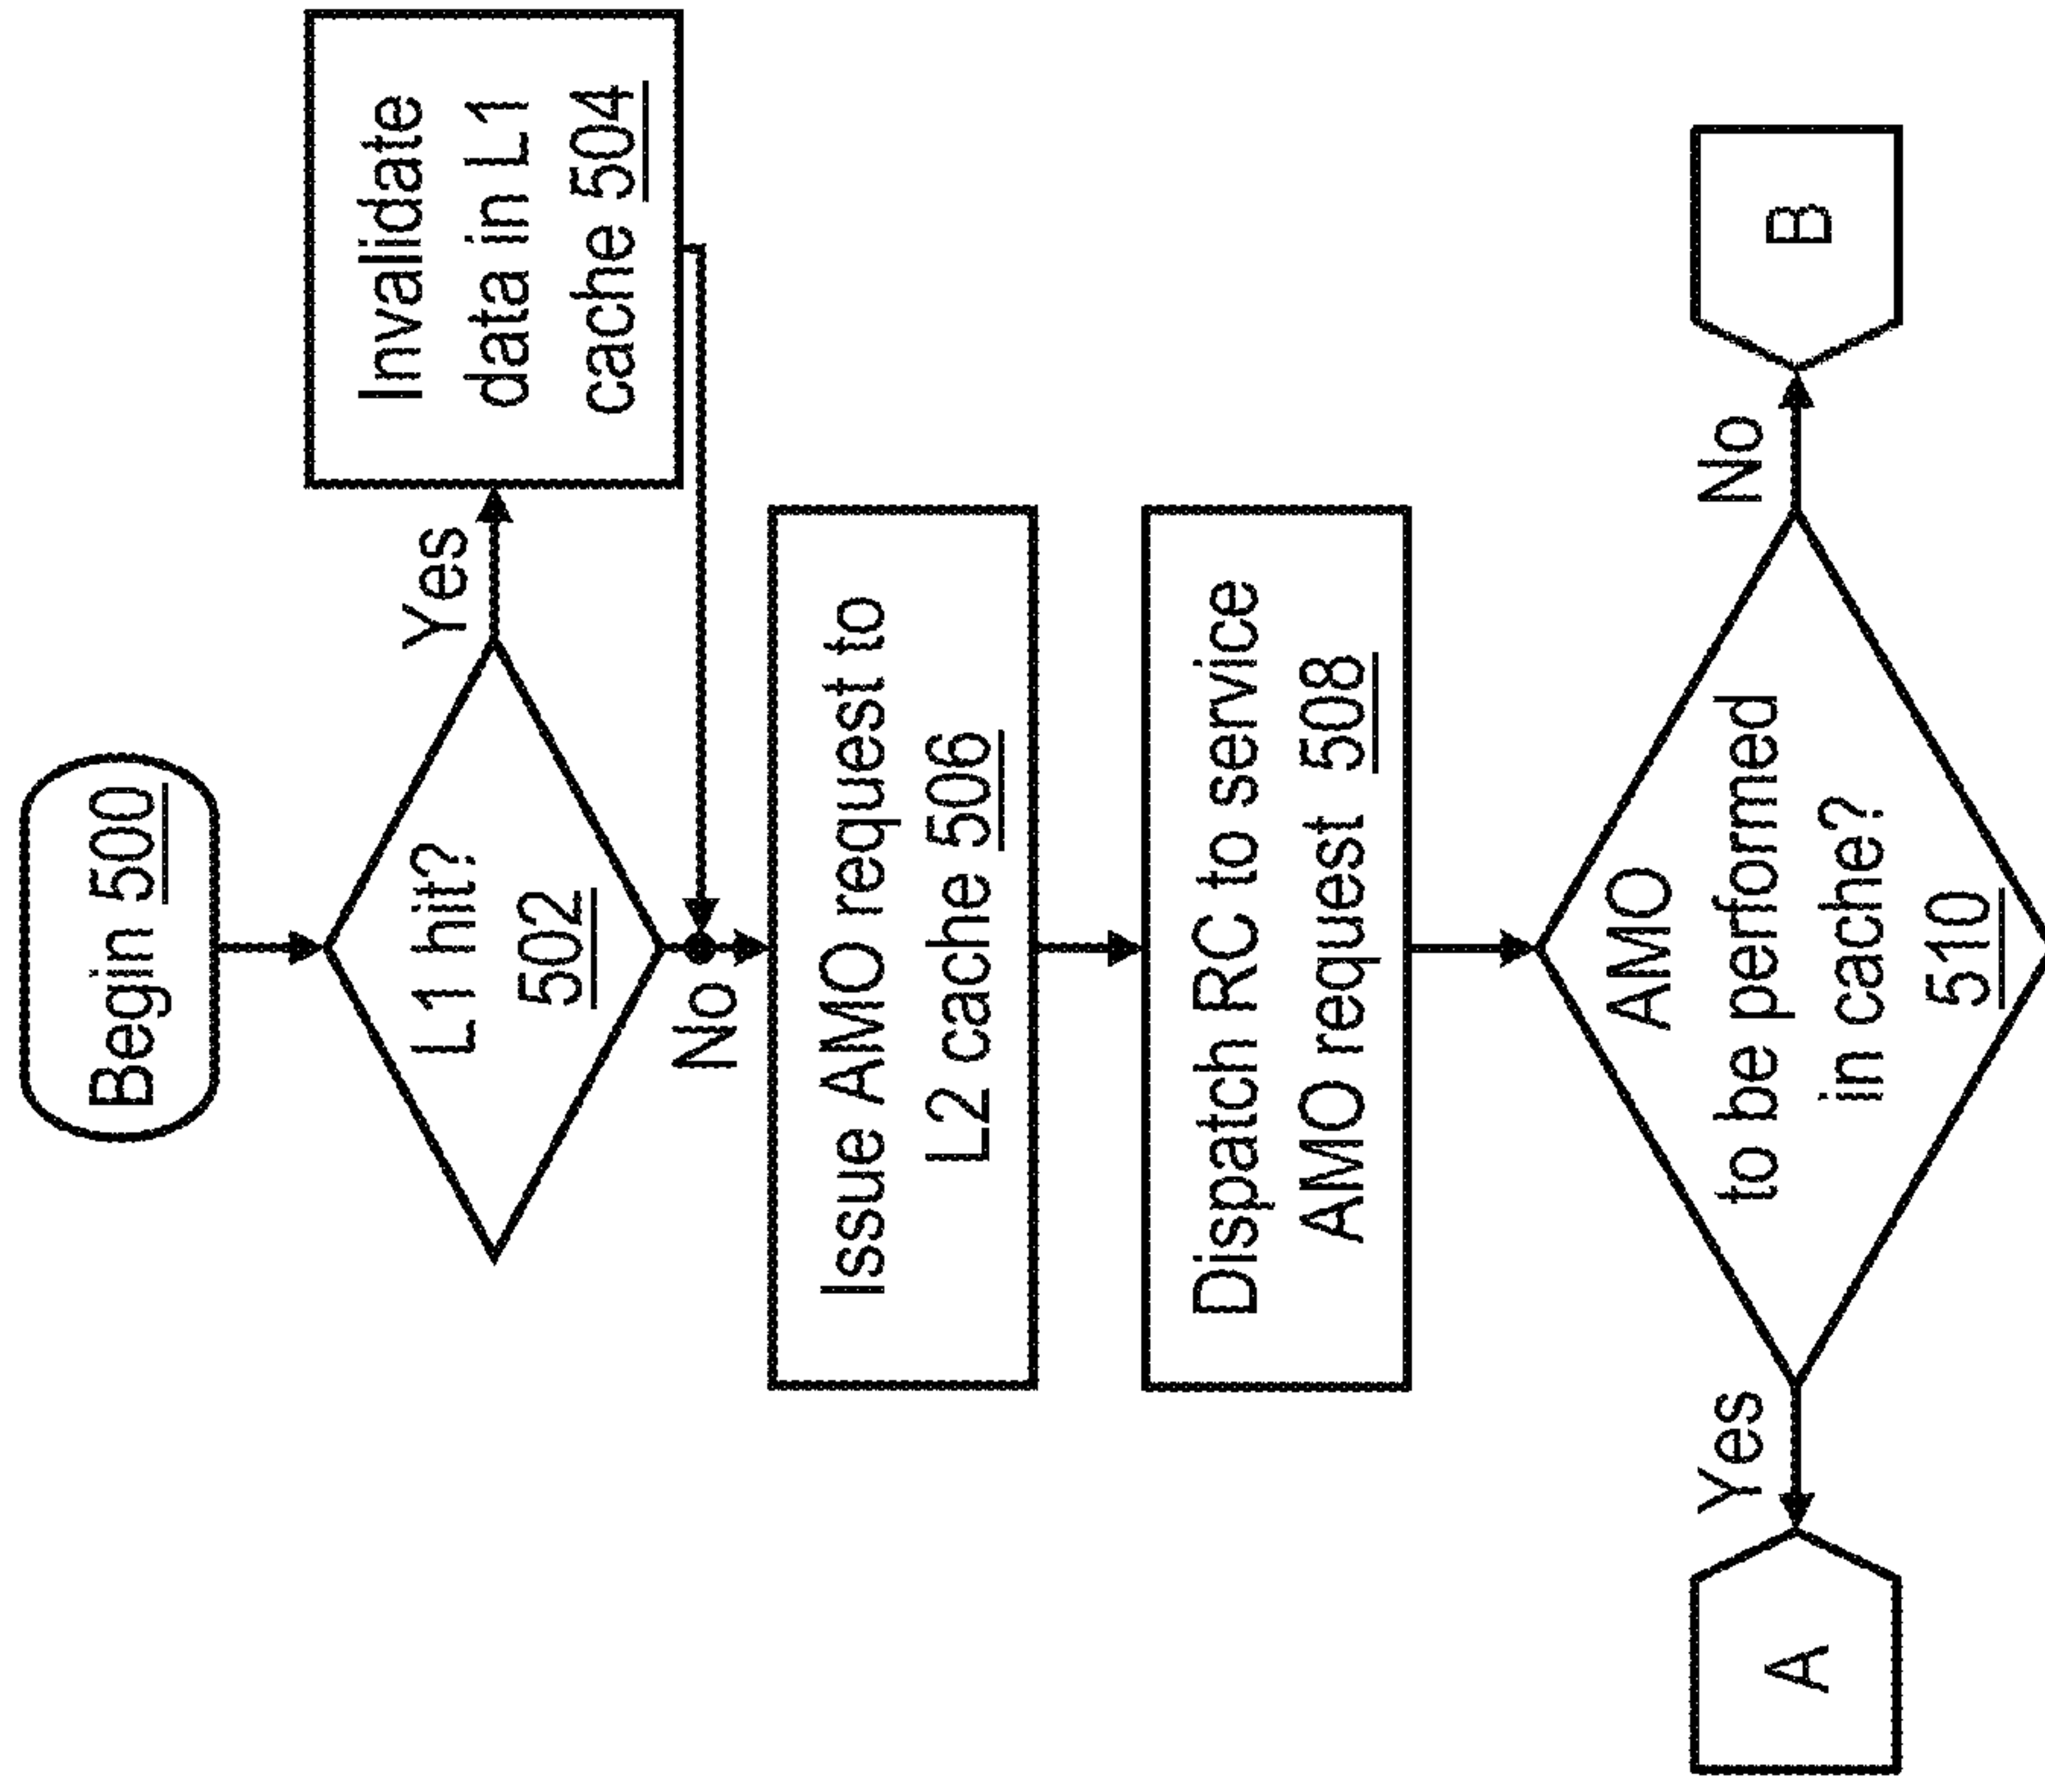 Begin 500
L1 hit?
502
Yes
Invalidate
data in L1
cache 504
No
Issue AMO request to
L2 cache 506
Dispatch RC to service
AMO request 508
AMO
to be performed
in cache?
510
Yes
A
No
B